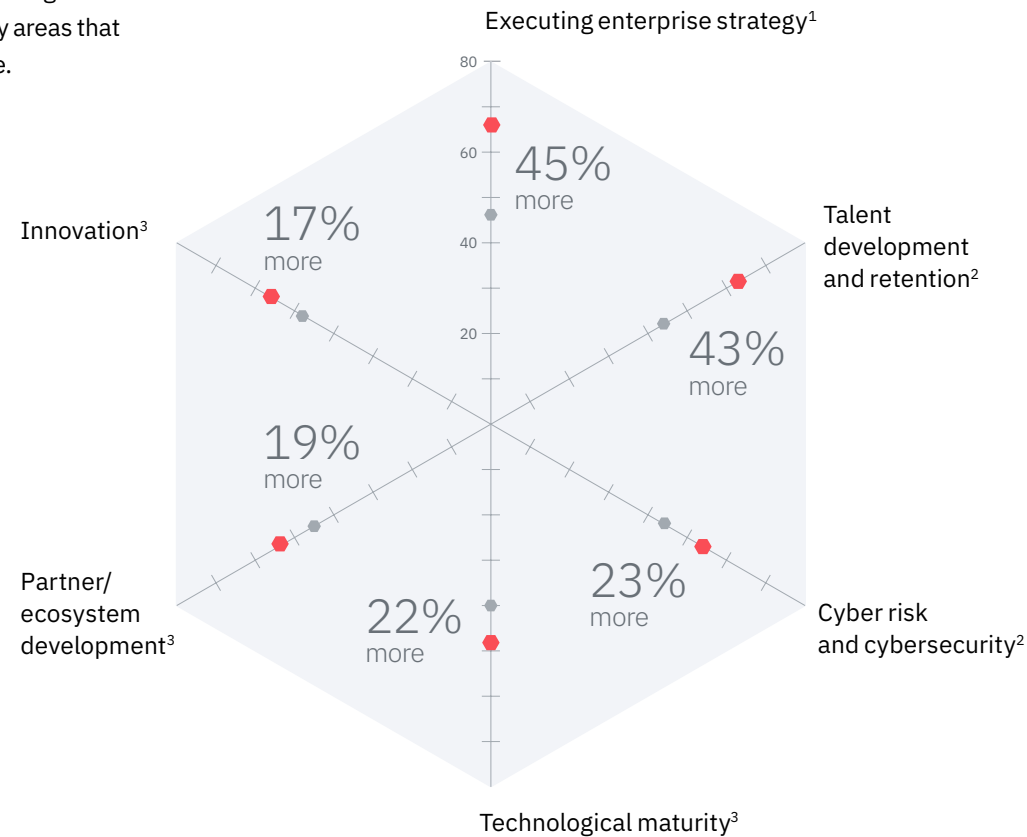 y areas that
e.
Executing enterprise strategy¹
80
60
45%
more
40
20
Talent
development
and retention²
43%
more
Innovation³
17%
more
19%
more
Partner/
ecosystem
development³
22%
more
23%
more
Cyber risk
and cybersecurity²
Technological maturity³